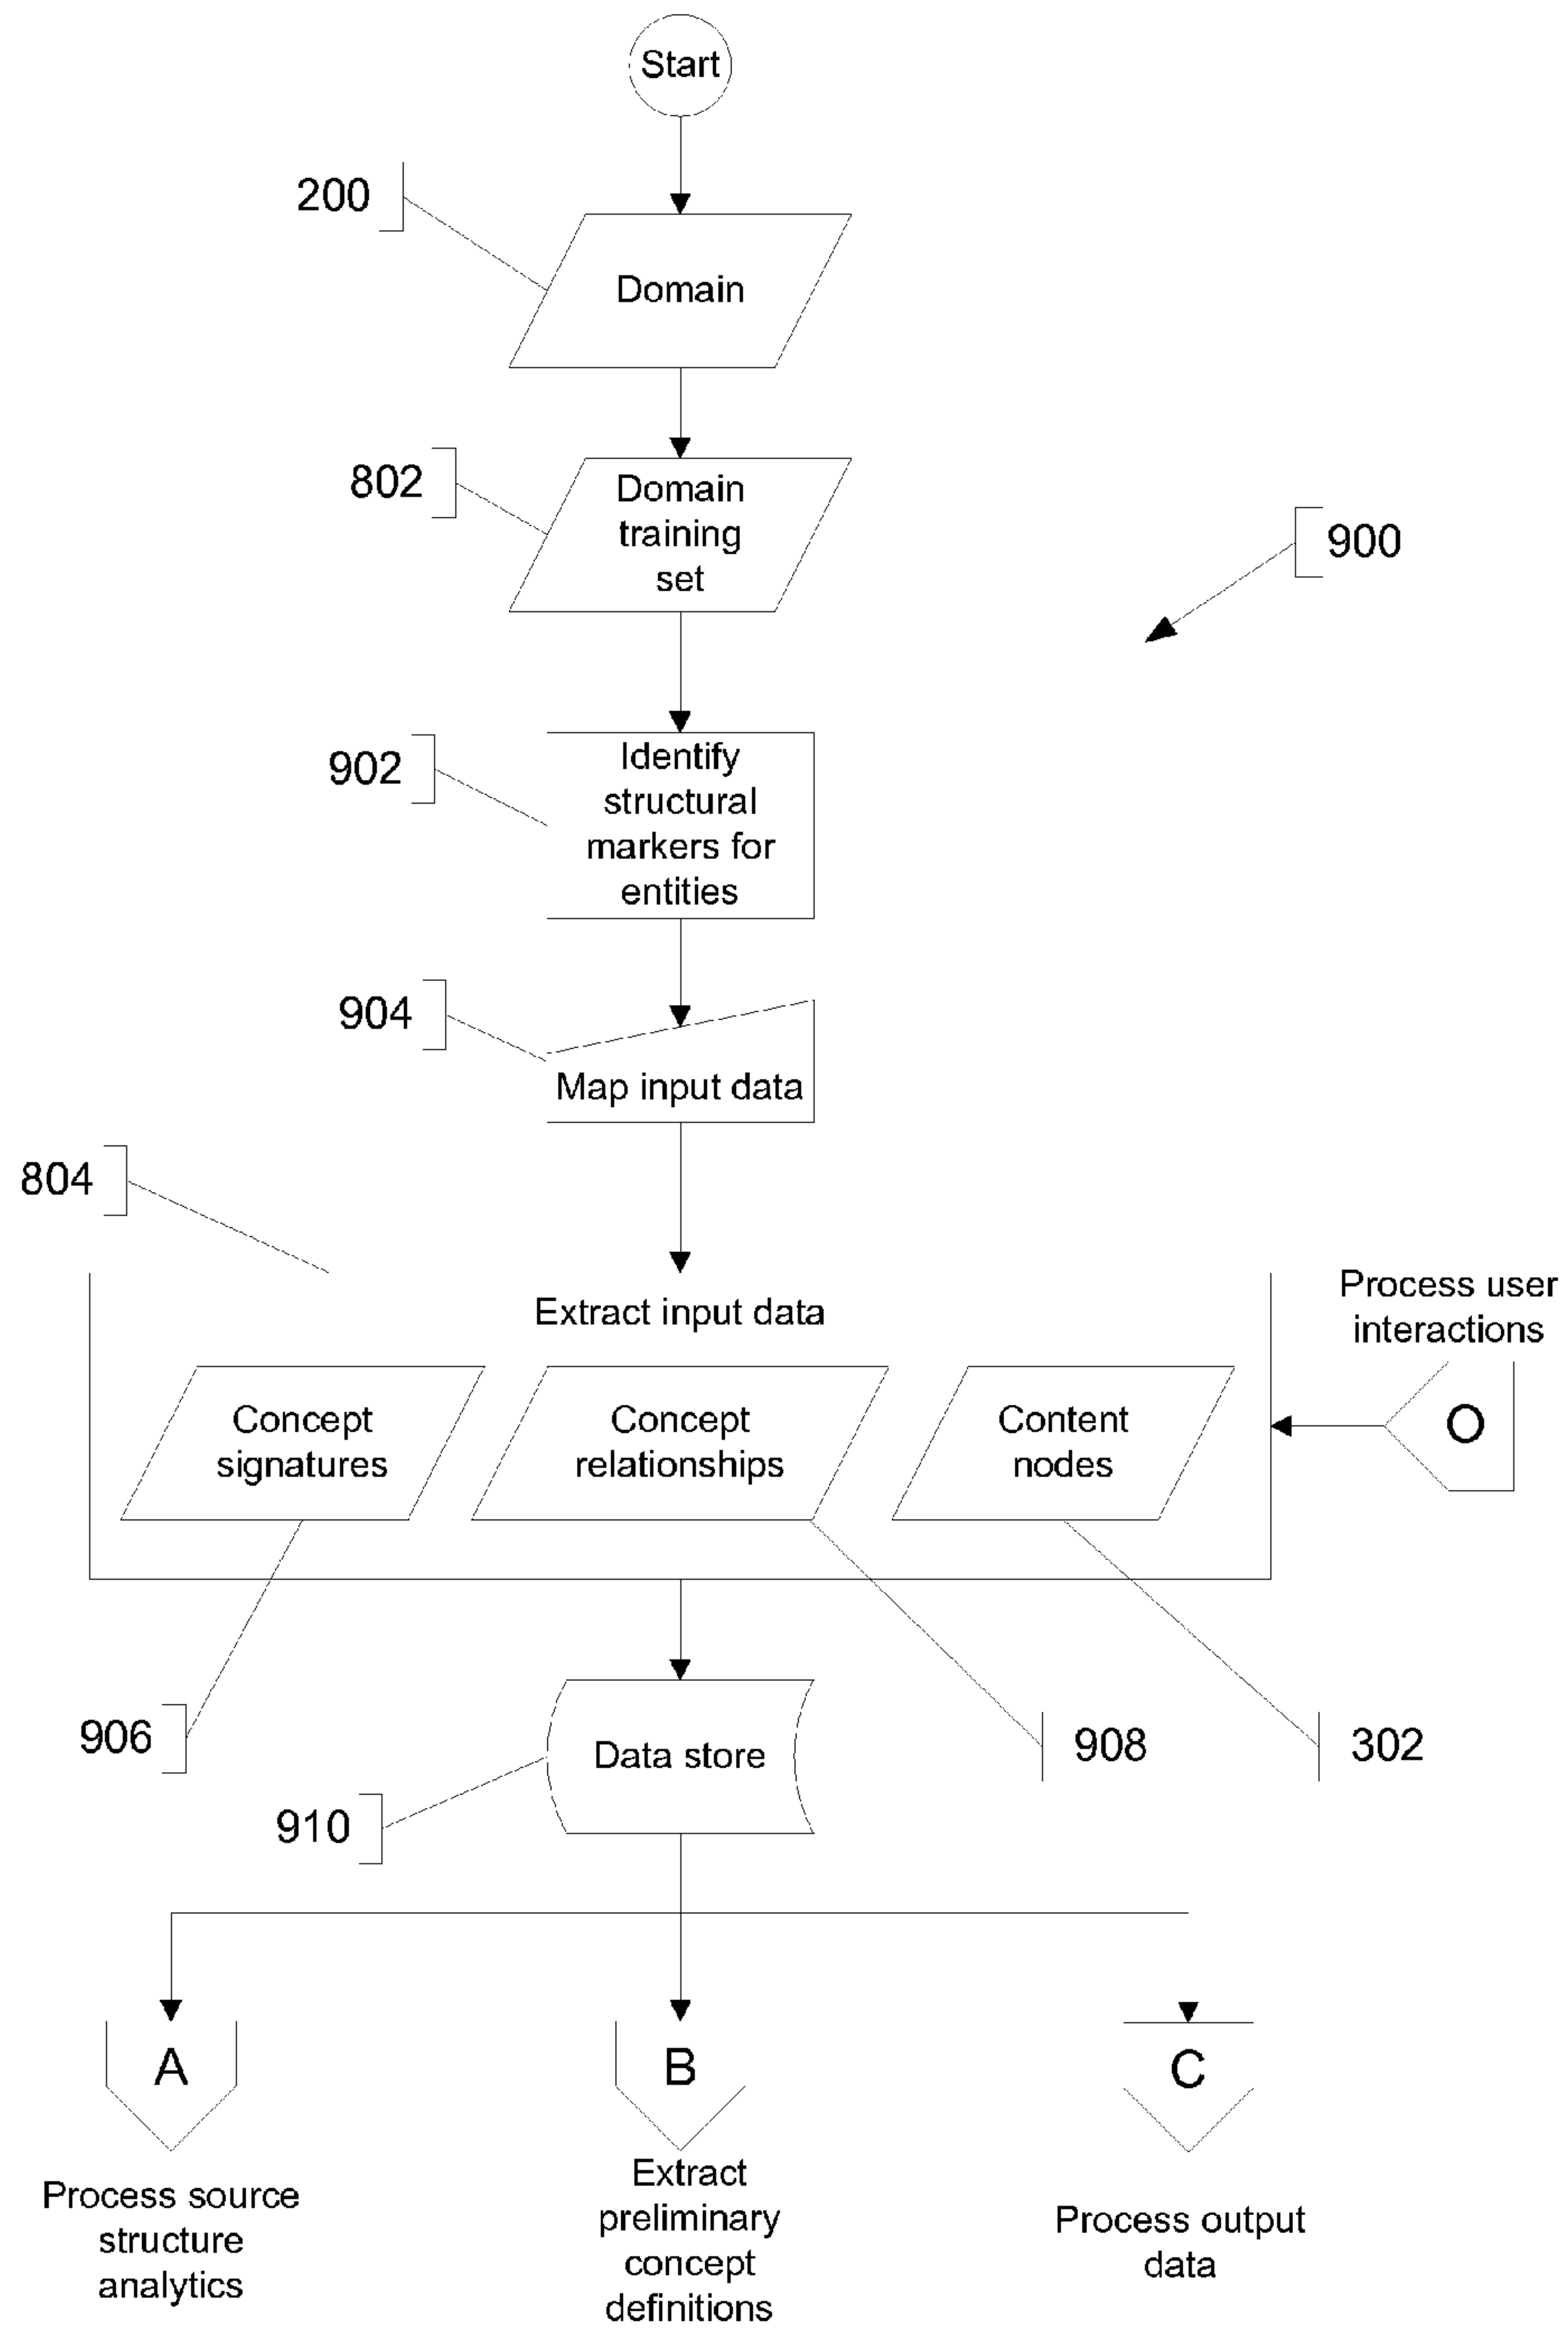 Start
200
Domain
802
Domain
training
set
900
902
Identify
structural
markers for
entities
904
Map input data
804
Extract input data
Process user
interactions
Concept
signatures
Concept
relationships
Content
nodes
O
906
Data store
908
302
910
A
B
C
Process source
structure
analytics
Extract
preliminary
concept
definitions
Process output
data